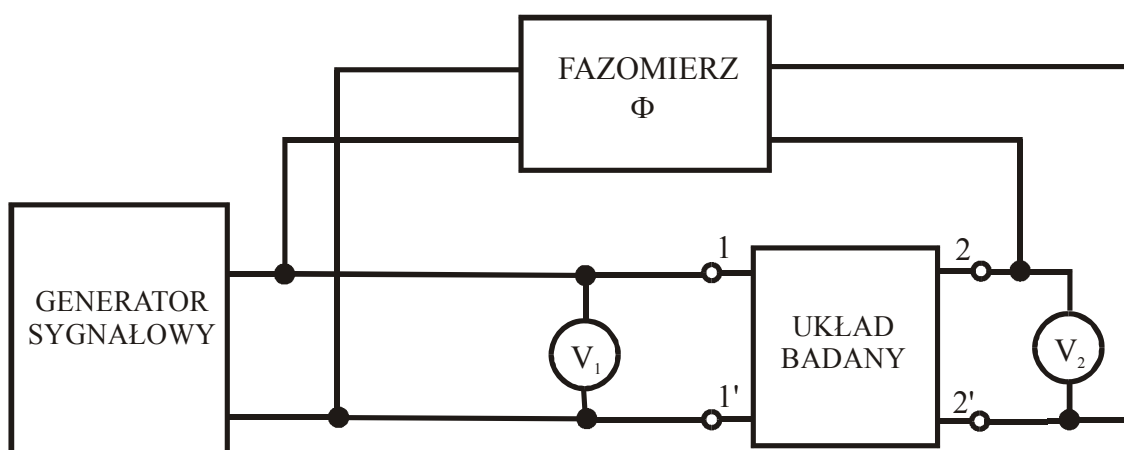 FAZOMIERZ
Φ
GENERATOR
SYGNAŁOWY
1
2
V₁
UKŁAD
BADANY
V₂
1'
2'